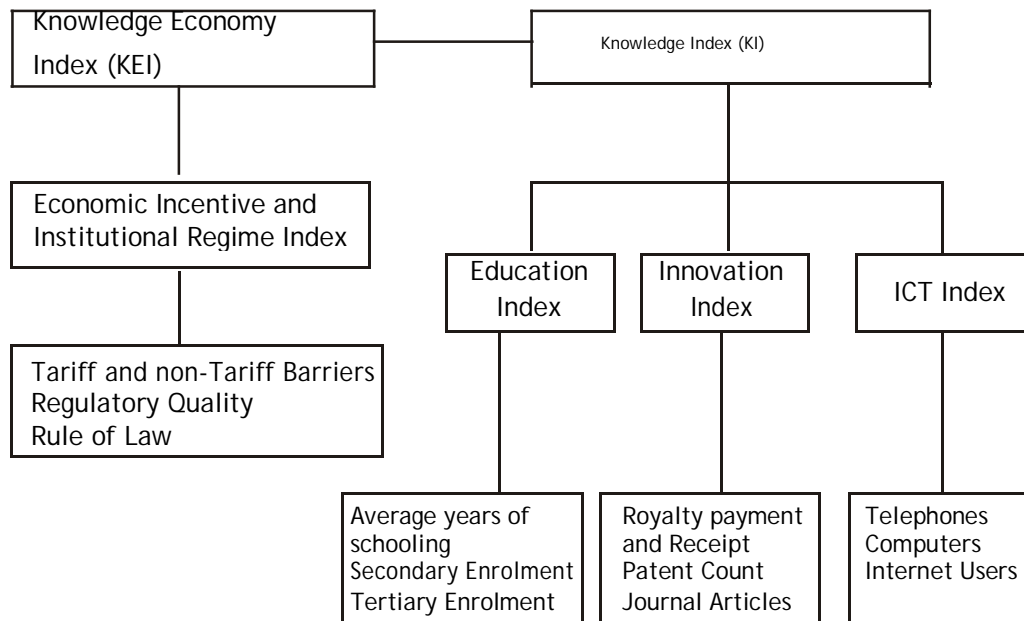 Knowledge Economy
Index (KEI)
Knowledge Index (KI)
Economic Incentive and
Institutional Regime Index
Education
Index
Innovation
Index
ICT Index
Tariff and non-Tariff Barriers
Regulatory Quality
Rule of Law
Average years of
schooling
Secondary Enrolment
Tertiary Enrolment
Royalty payment
and Receipt
Patent Count
Journal Articles
Telephones
Computers
Internet Users